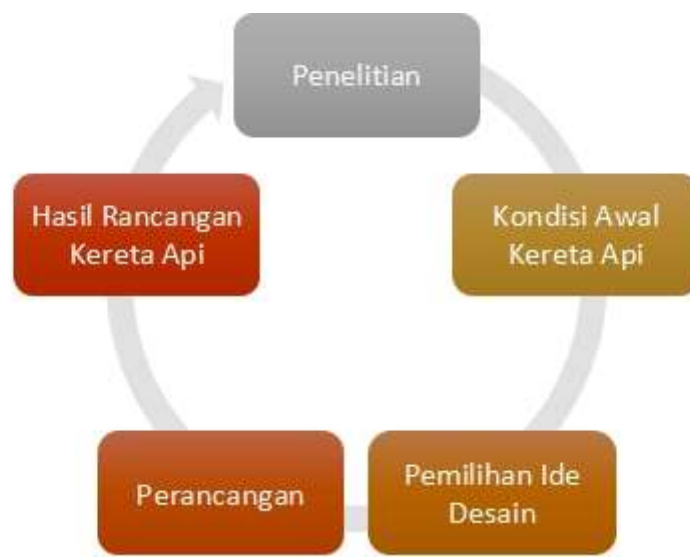 Penelitian
Kondisi Awal
Kereta Api
Pemilihan Ide
Desain
Perancangan
Hasil Rancangan
Kereta Api